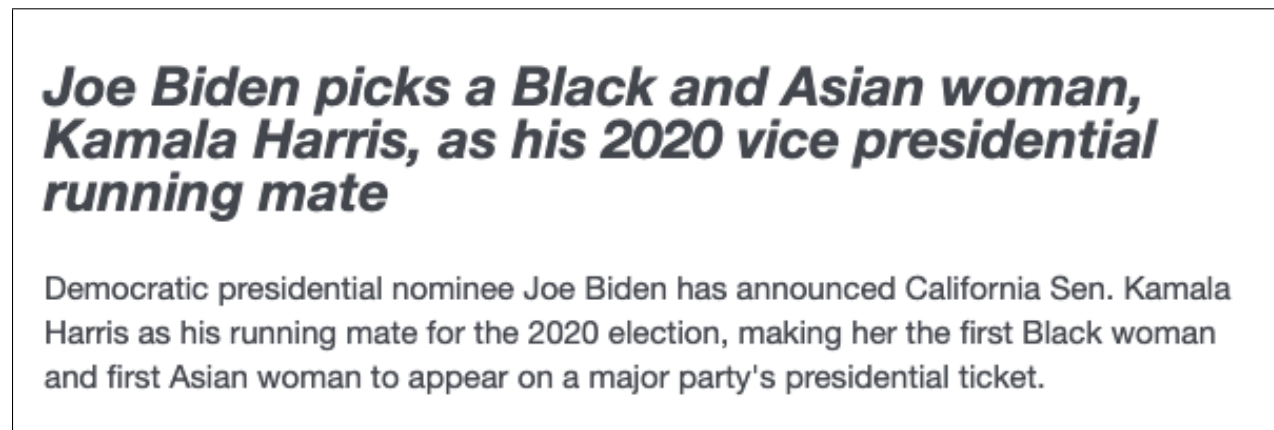 Joe Biden picks a Black and Asian woman,
Kamala Harris, as his 2020 vice presidential
running mate
Democratic presidential nominee Joe Biden has announced California Sen. Kamala
Harris as his running mate for the 2020 election, making her the first Black woman
and first Asian woman to appear on a major party's presidential ticket.